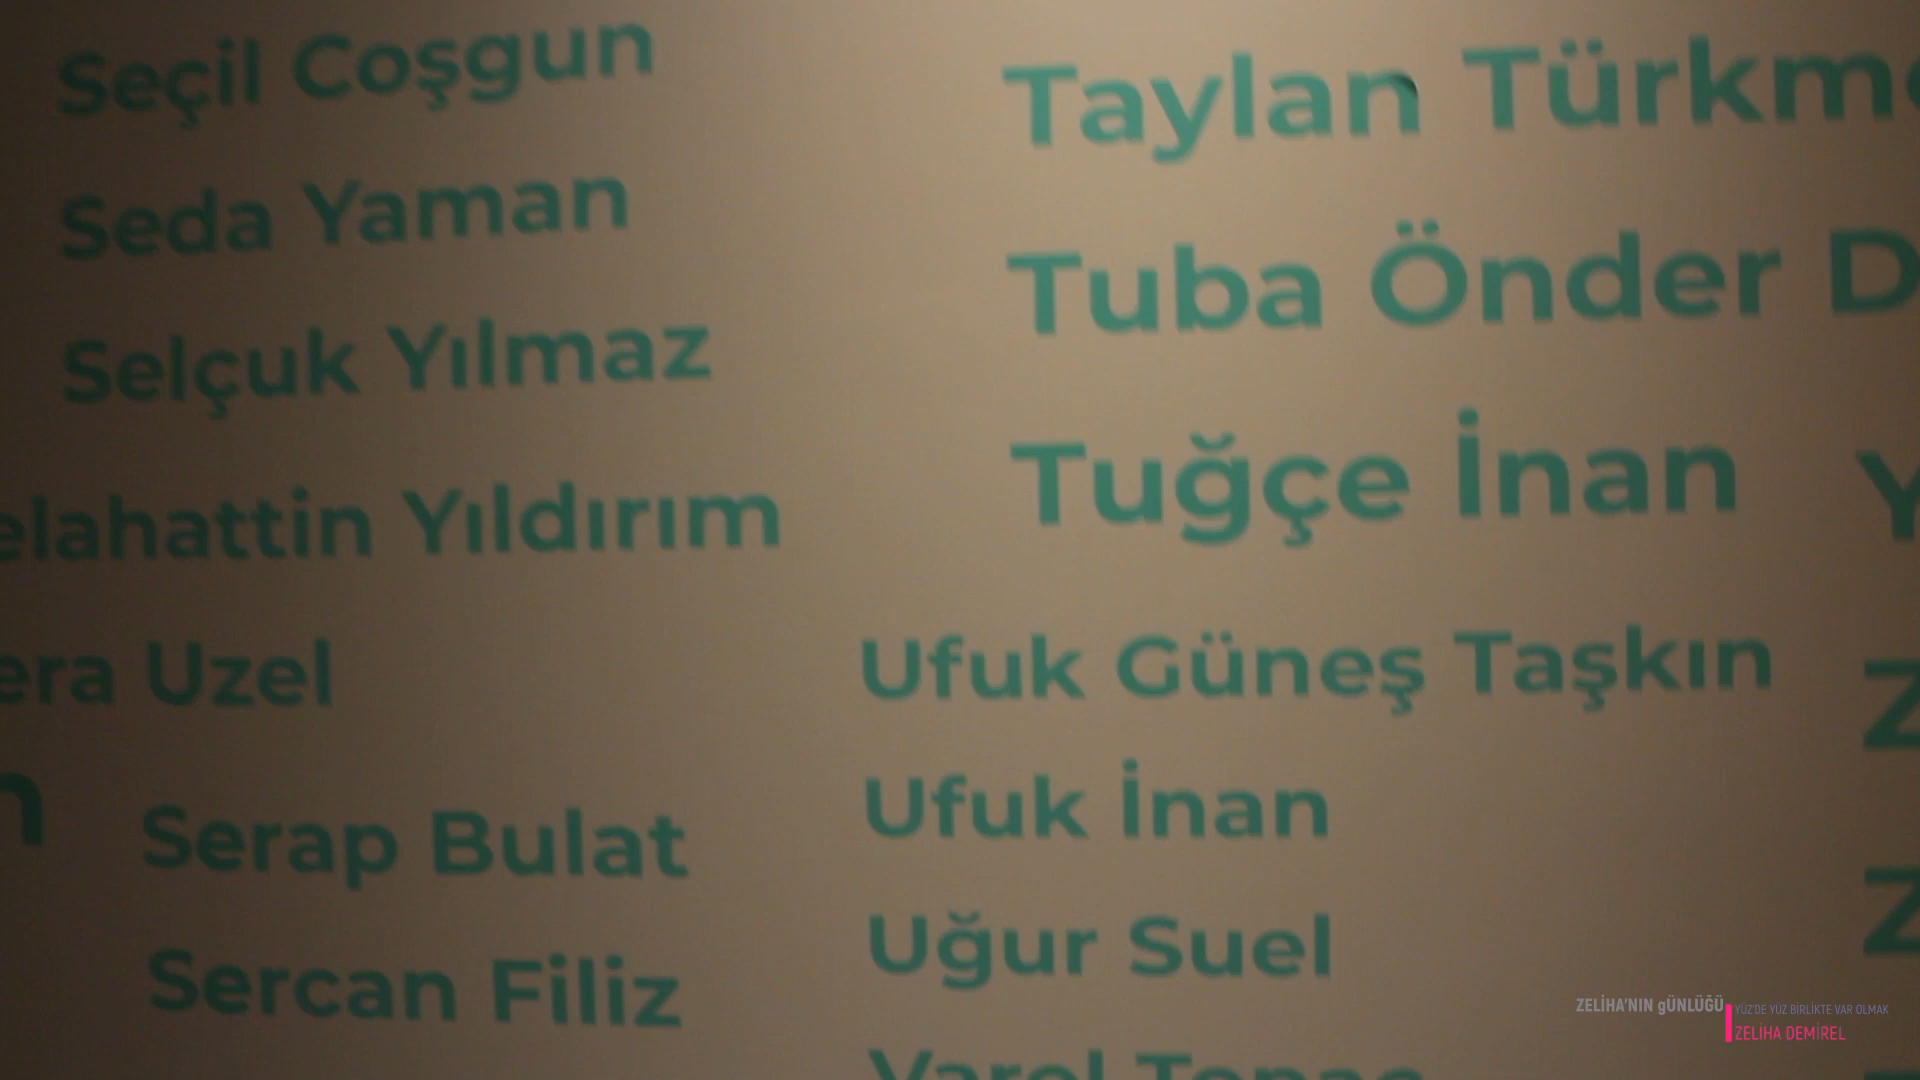 Seçil Coşgun
Seda Yaman
Selçuk Yılmaz
elahattin Yıldırım
era Uzel
n
Serap Bulat
Sercan Filiz
Taylan Türkm
Tuba Önder D
Tuğçe İnan
Ufuk Güneş Taşkın
Ufuk İnan
Uğur Suel
Y
Z
Z
ZELİHA'NIN gÜNLÜĞÜ
YÜZ'DE YÜZ BİRLİKTE VAR OLMAK
ZELİHA DEMİREL